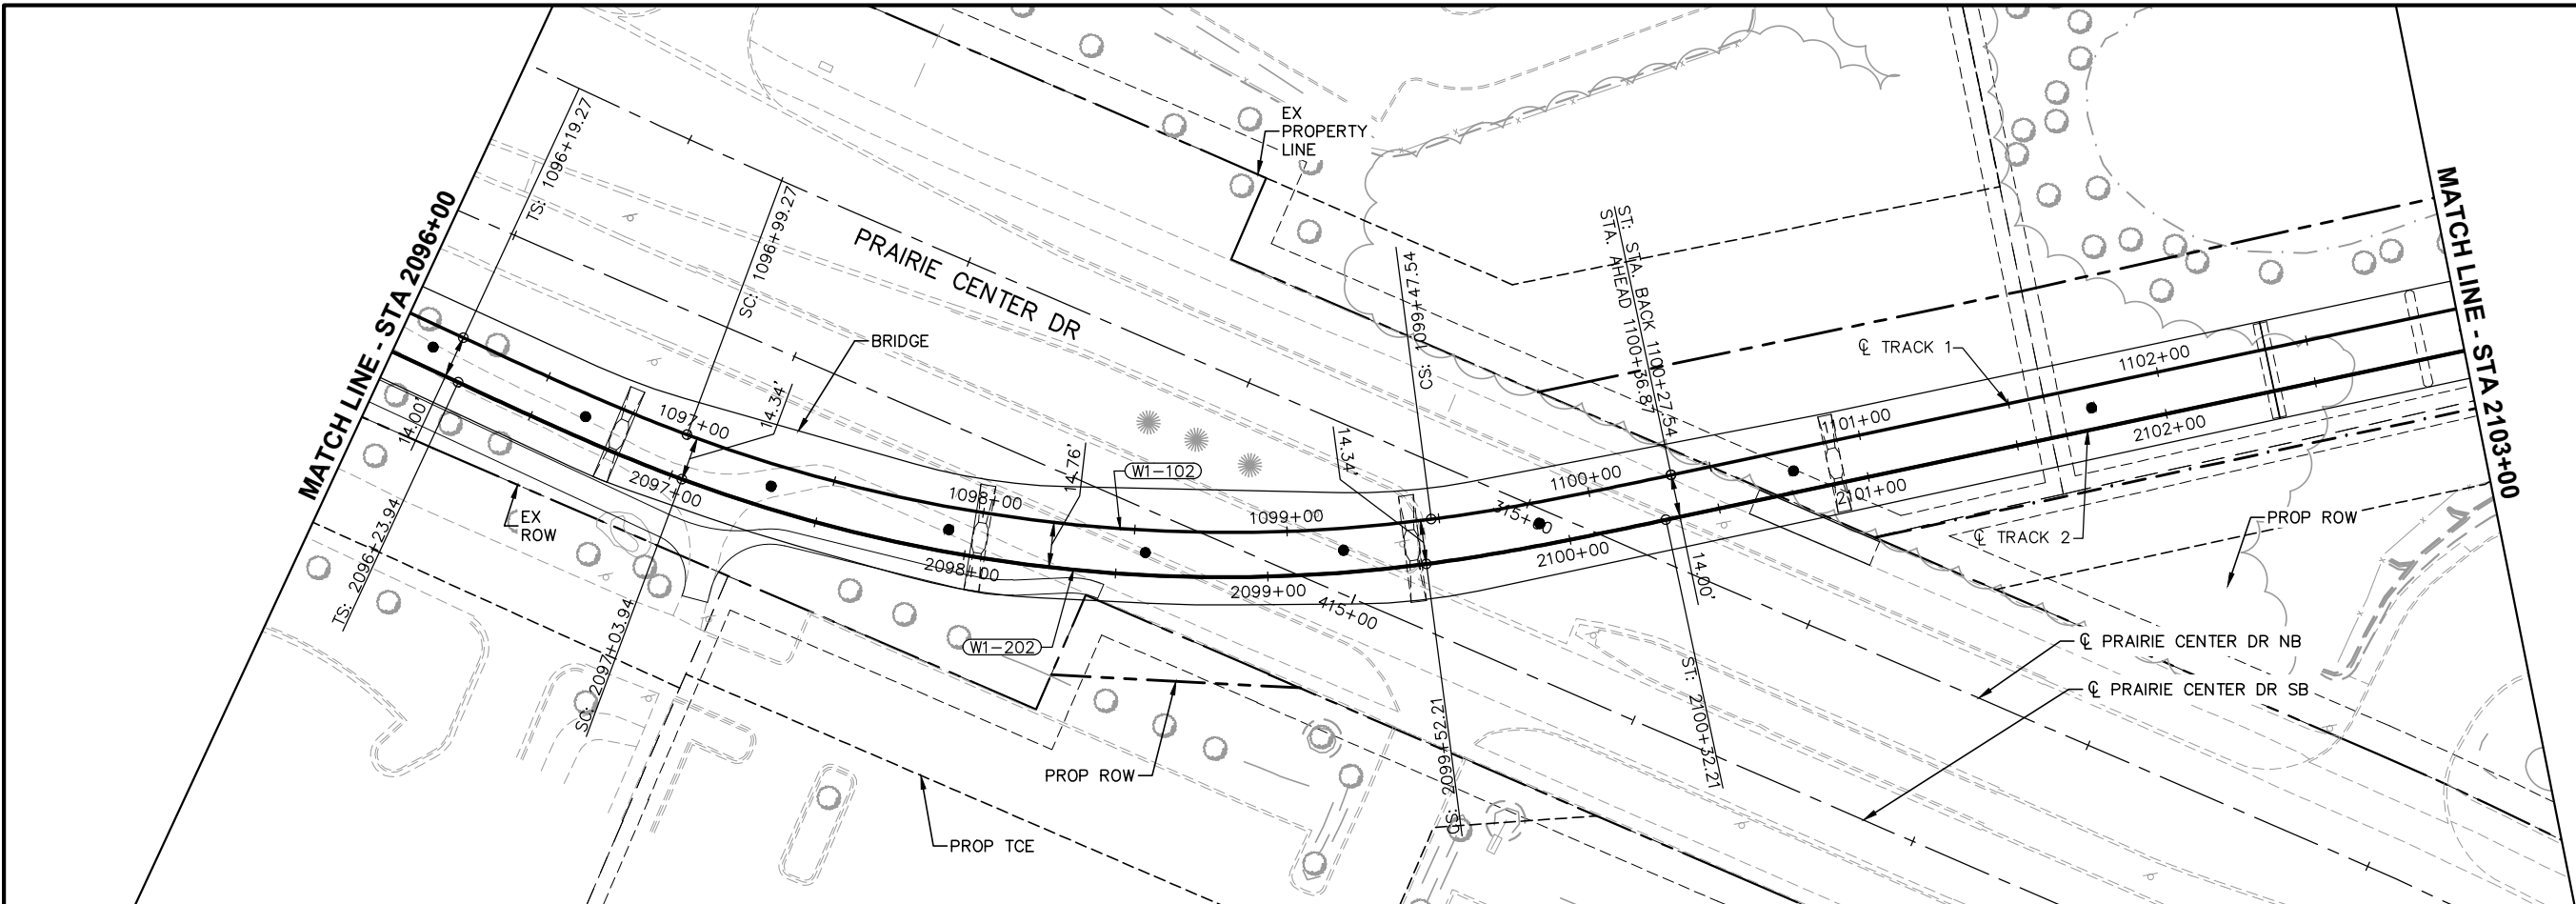 MATCH LINE - STA 2096+00
TS: 1096+19.27
SC: 1096+99.27
PRAIRIE CENTER DR
BRIDGE
EX
PROPERTY
LINE
CS: 1099+47.54
ST: STA. BACK 1100+27.54
STA. AHEAD 1100+36.87
℄ TRACK 1
MATCH LINE - STA 2103+00
14.00'
1097+00
14.34'
1098+00
14.76'
W1-102
1099+00
14.34'
1100+00
315+00
1101+00
1102+00
2097+00
2098+00
2099+00
415+00
2100+00
2101+00
2102+00
14.00'
℄ TRACK 2
PROP ROW
EX
ROW
TS: 2096+23.94
SC: 2097+03.94
W1-202
PROP ROW
PROP TCE
CS: 2099+52.21
ST: 2100+32.21
℄ PRAIRIE CENTER DR NB
℄ PRAIRIE CENTER DR SB